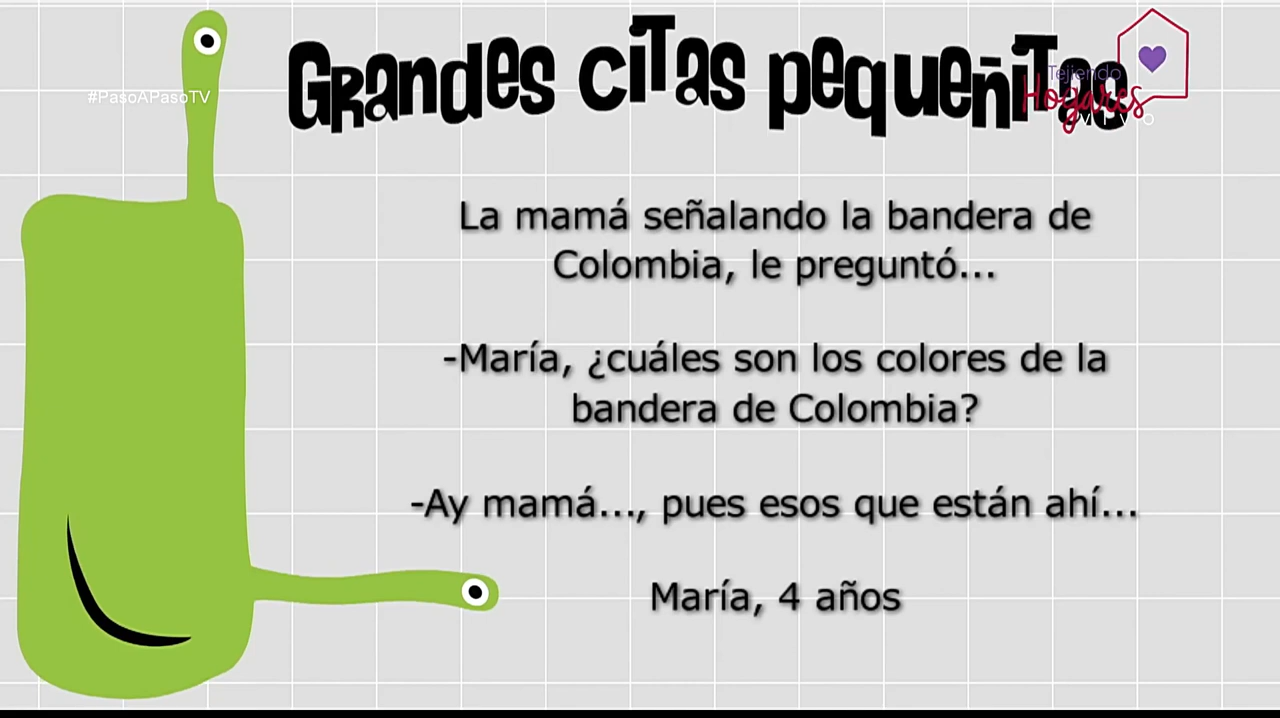 Grandes citas pequeñitas
Tejiendo
Hogares
#PasoAPasoTV
La mamá señalando la bandera de
Colombia, le preguntó...
-María, ¿cuáles son los colores de la
bandera de Colombia?
-Ay mamá..., pues esos que están ahí...
María, 4 años